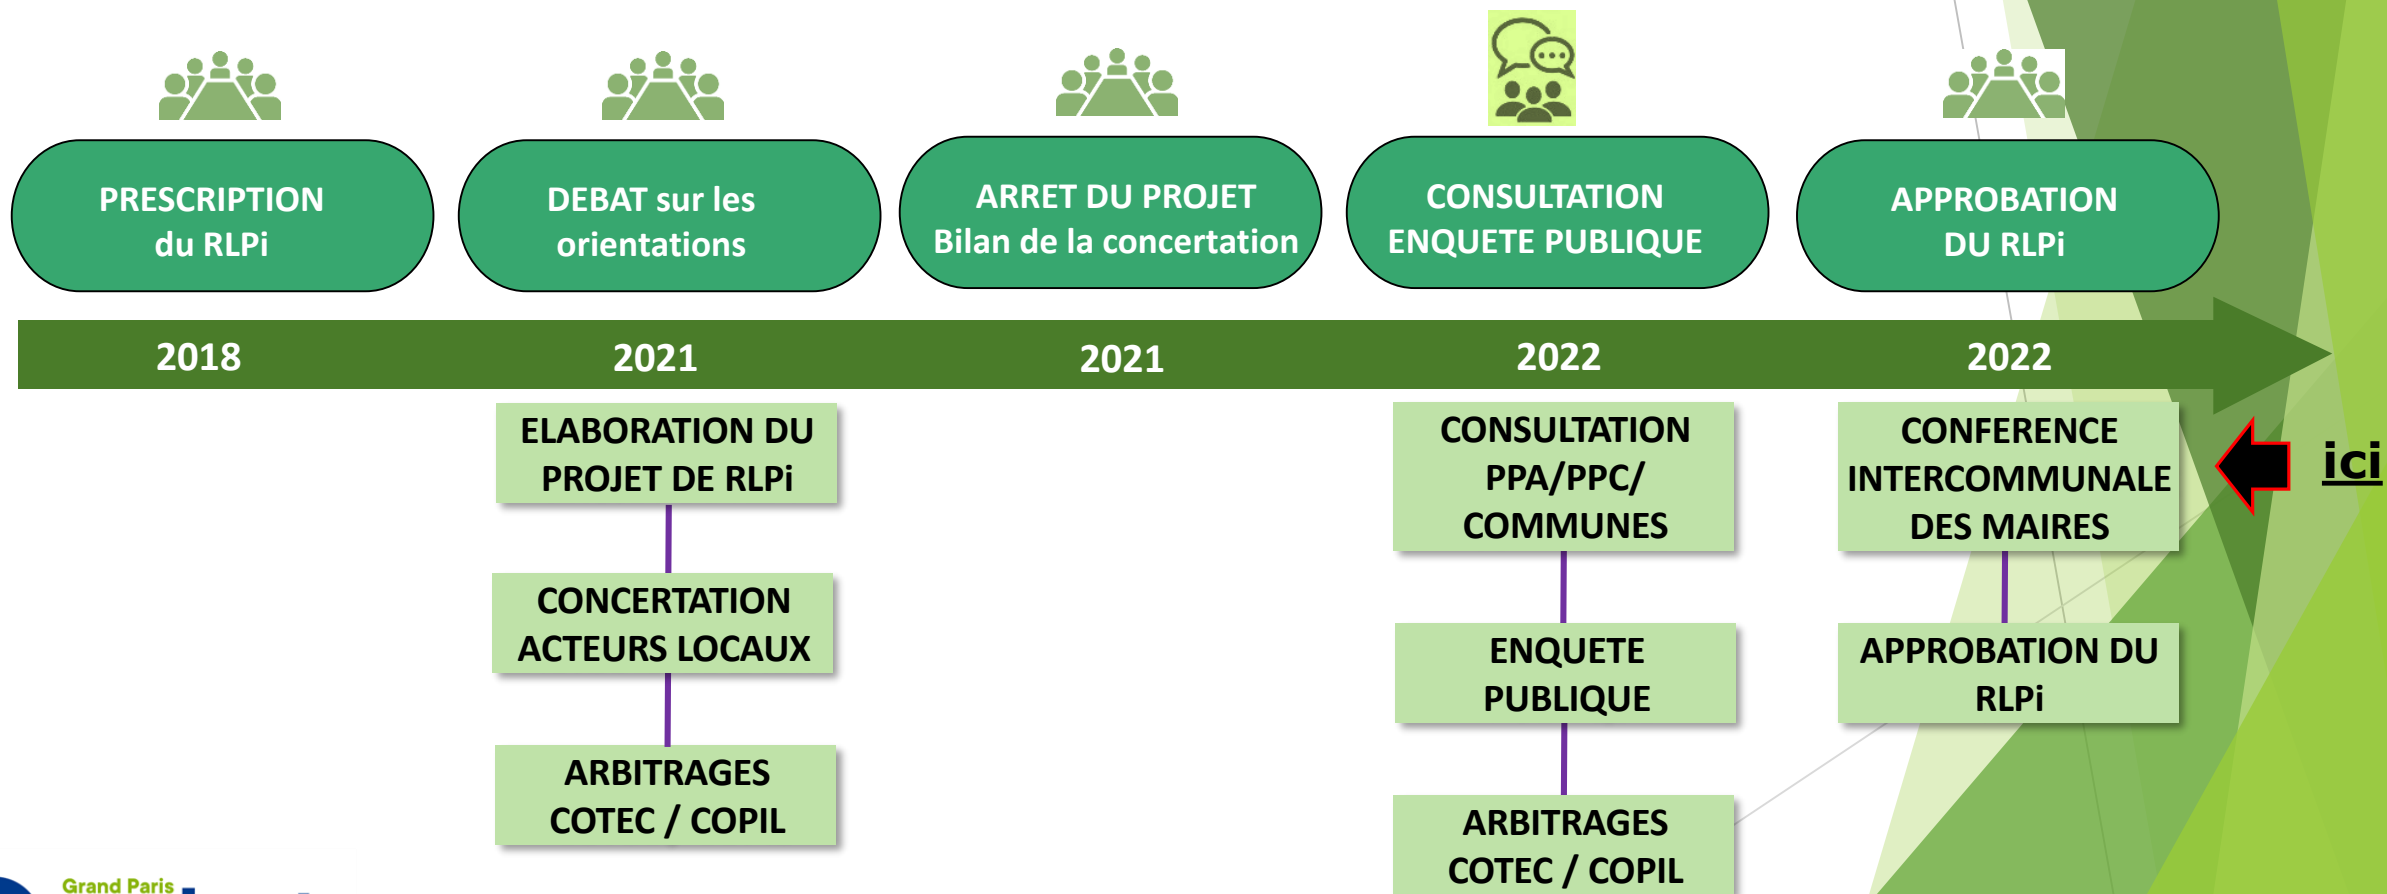 PRESCRIPTION
du RLPi
DEBAT sur les
orientations
ARRET DU PROJET
Bilan de la concertation
CONSULTATION
ENQUETE PUBLIQUE
APPROBATION
DU RLPi
2018
2021
2021
2022
2022
ELABORATION DU
PROJET DE RLPi
CONCERTATION
ACTEURS LOCAUX
ARBITRAGES
COTEC / COPIL
CONSULTATION
PPA/PPC/
COMMUNES
ENQUETE
PUBLIQUE
ARBITRAGES
COTEC / COPIL
CONFERENCE
INTERCOMMUNALE
DES MAIRES
APPROBATION DU
RLPi
ici
Grand Paris